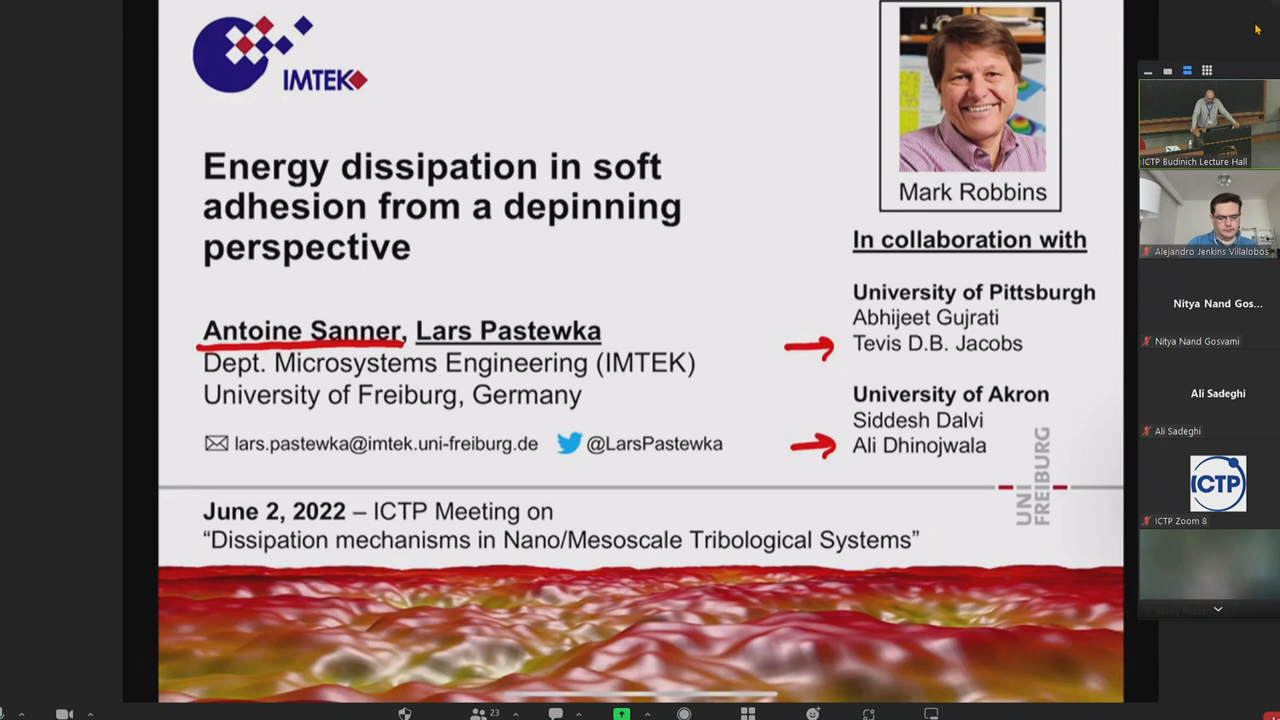 IMTEK
Energy dissipation in soft
adhesion from a depinning
perspective
Antoine Sanner, Lars Pastewka
Dept. Microsystems Engineering (IMTEK)
University of Freiburg, Germany
lars.pastewka@imtek.uni-freiburg.de @LarsPastewka
Mark Robbins
In collaboration with
University of Pittsburgh
Abhijeet Gujrati
Tevis D.B. Jacobs
University of Akron
Siddesh Dalvi
Ali Dhinojwala
UNI
FREIBURG
June 2, 2022 – ICTP Meeting on
“Dissipation mechanisms in Nano/Mesoscale Tribological Systems”
ICTP Budinich Lecture Hall
Alejandro Jenkins Villalobos
Nitya Nand Gos...
Nitya Nand Gosvami
Ali Sadeghi
Ali Sadeghi
ICTP
ICTP Zoom 8
23